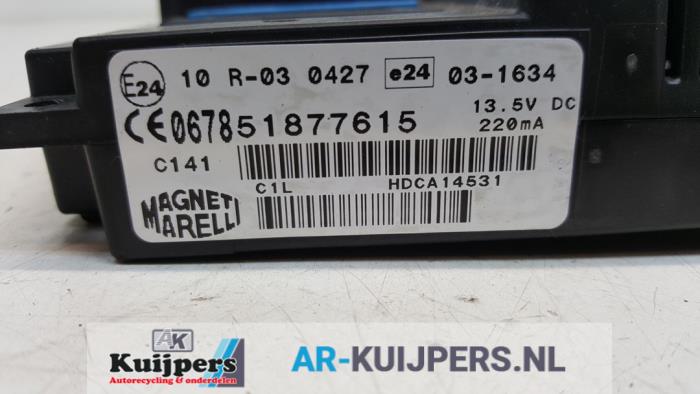 E24 10 R-03 0427 e24 03-1634
CE0678 51877615 13.5V DC
220mA
C141
C1L HDCA14531
MAGNETI
MARELLI
AK
Kuijpers
Autorecycling & onderdelen
AR-KUIJPERS.NL